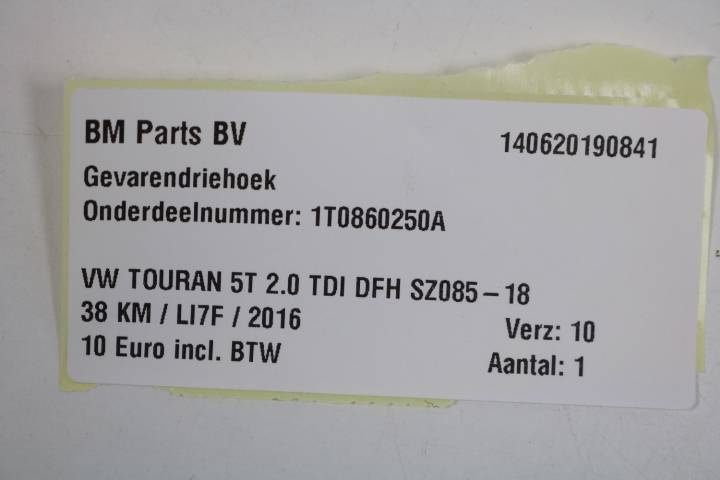 BM Parts BV 140620190841
Gevarendriehoek
Onderdeelnummer: 1T0860250A
VW TOURAN 5T 2.0 TDI DFH SZ085-18
38 KM / LI7F / 2016 Verz: 10
10 Euro incl. BTW Aantal: 1